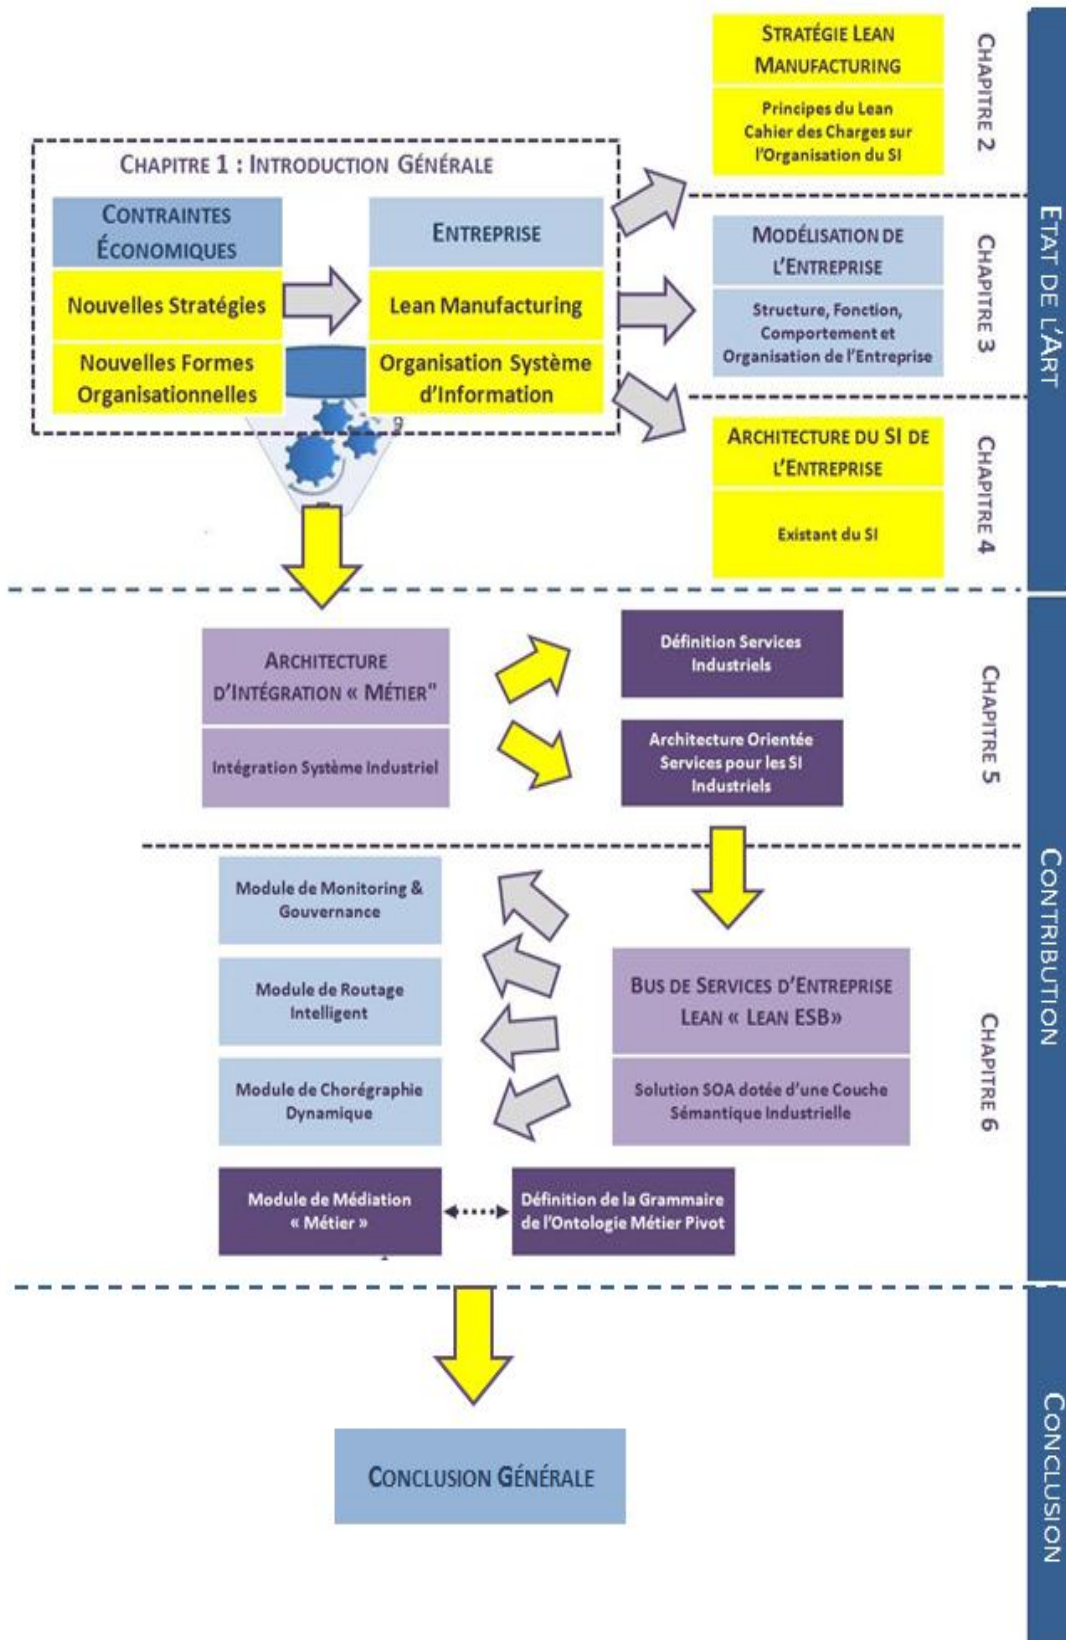 STRATÉGIE LEAN
MANUFACTURING
Principes du Lean
Cahier des Charges sur
l'Organisation du SI
CHAPITRE 2
CHAPITRE 1 : INTRODUCTION GÉNÉRALE
CONTRAINTES
ÉCONOMIQUES
Nouvelles Stratégies
Nouvelles Formes
Organisationnelles
ENTREPRISE
Lean Manufacturing
Organisation Système
d'Information
9
MODÉLISATION DE
L'ENTREPRISE
Structure, Fonction,
Comportement et
Organisation de l'Entreprise
CHAPITRE 3
ARCHITECTURE DU SI DE
L'ENTREPRISE
Existant du SI
CHAPITRE 4
ETAT DE L'ART
ARCHITECTURE
D'INTÉGRATION « MÉTIER"
Intégration Système Industriel
Définition Services
Industriels
Architecture Orientée
Services pour les SI
Industriels
CHAPITRE 5
Module de Monitoring &
Gouvernance
Module de Routage
Intelligent
Module de Chorégraphie
Dynamique
Module de Médiation
« Métier »
BUS DE SERVICES D'ENTREPRISE
LEAN « LEAN ESB»
Solution SOA dotée d'une Couche
Sémantique Industrielle
Définition de la Grammaire
de l'Ontologie Métier Pivot
CHAPITRE 6
CONTRIBUTION
CONCLUSION GÉNÉRALE
CONCLUSION